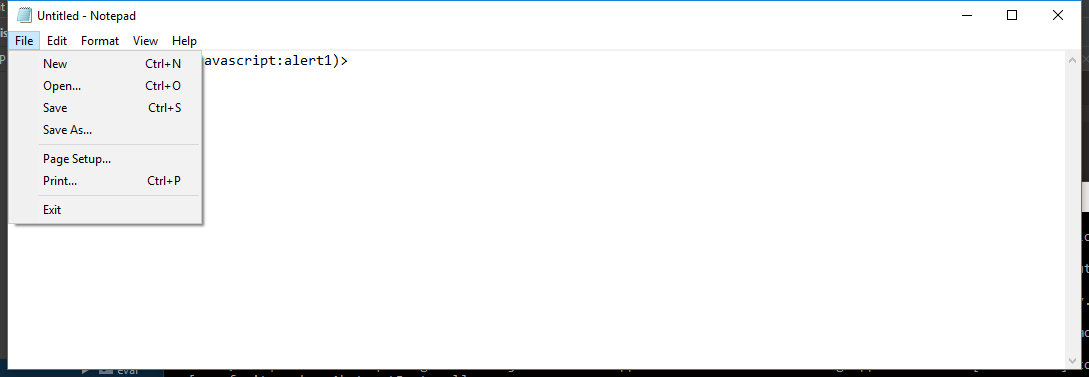 Untitled - Notepad
File Edit Format View Help
avascript:alert1)>
New Ctrl+N
Open... Ctrl+O
Save Ctrl+S
Save As...
Page Setup...
Print... Ctrl+P
Exit
eval